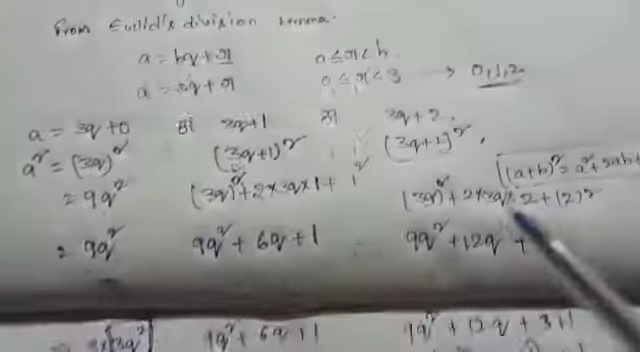 From Euclid's division lemma.
a = bq + r 0 ≤ r < b
a = 3q + r 0 ≤ r < 3 → 0,1,2
a = 3q + 0 3q + 1 3q + 2,
a² = (3q)² (3q+1)² (3q+2)²,
(a+b)² = a² + 2ab +
= 9q² (3q)² + 2×3q×1 + 1² (3q)² + 2×3q×2 + (2)²
= 9q² 9q² + 6q + 1 9q² + 12q +
3×[3q²] 9q² + 6q + 1 9q² + 12q + 3+1